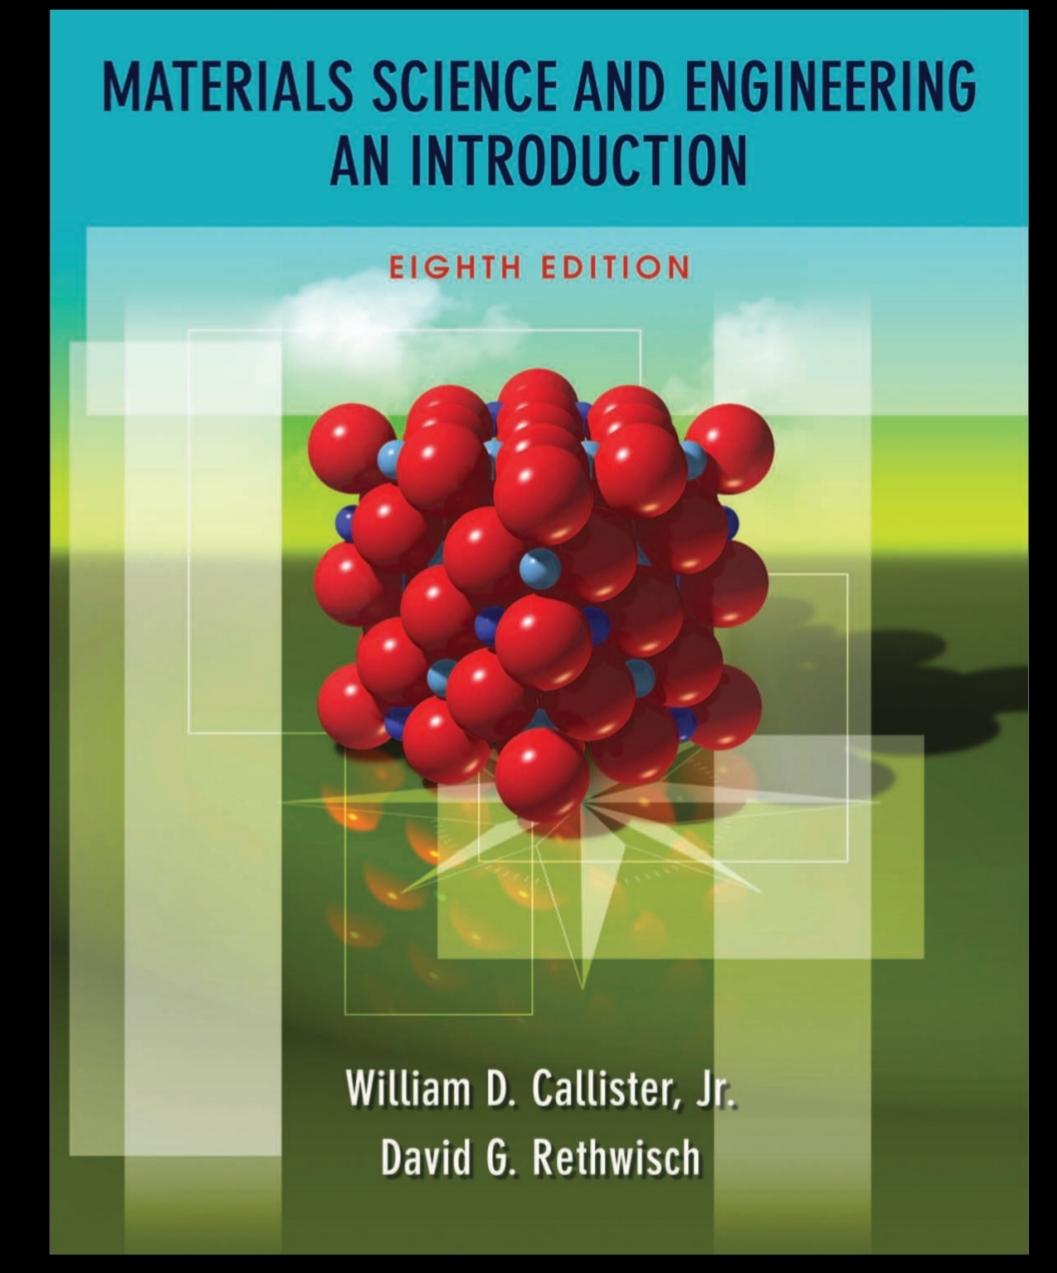 MATERIALS SCIENCE AND ENGINEERING
AN INTRODUCTION
EIGHTH EDITION
William D. Callister, Jr.
David G. Rethwisch